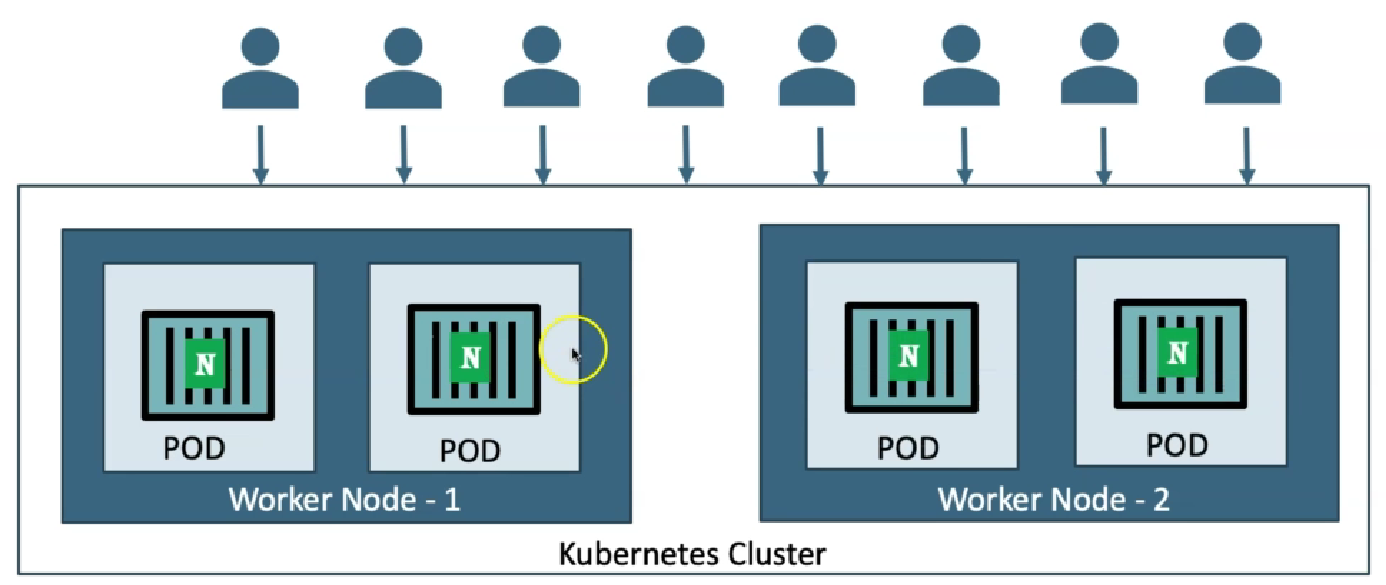 N
N
N
N
POD
POD
POD
POD
Worker Node - 1
Worker Node - 2
Kubernetes Cluster